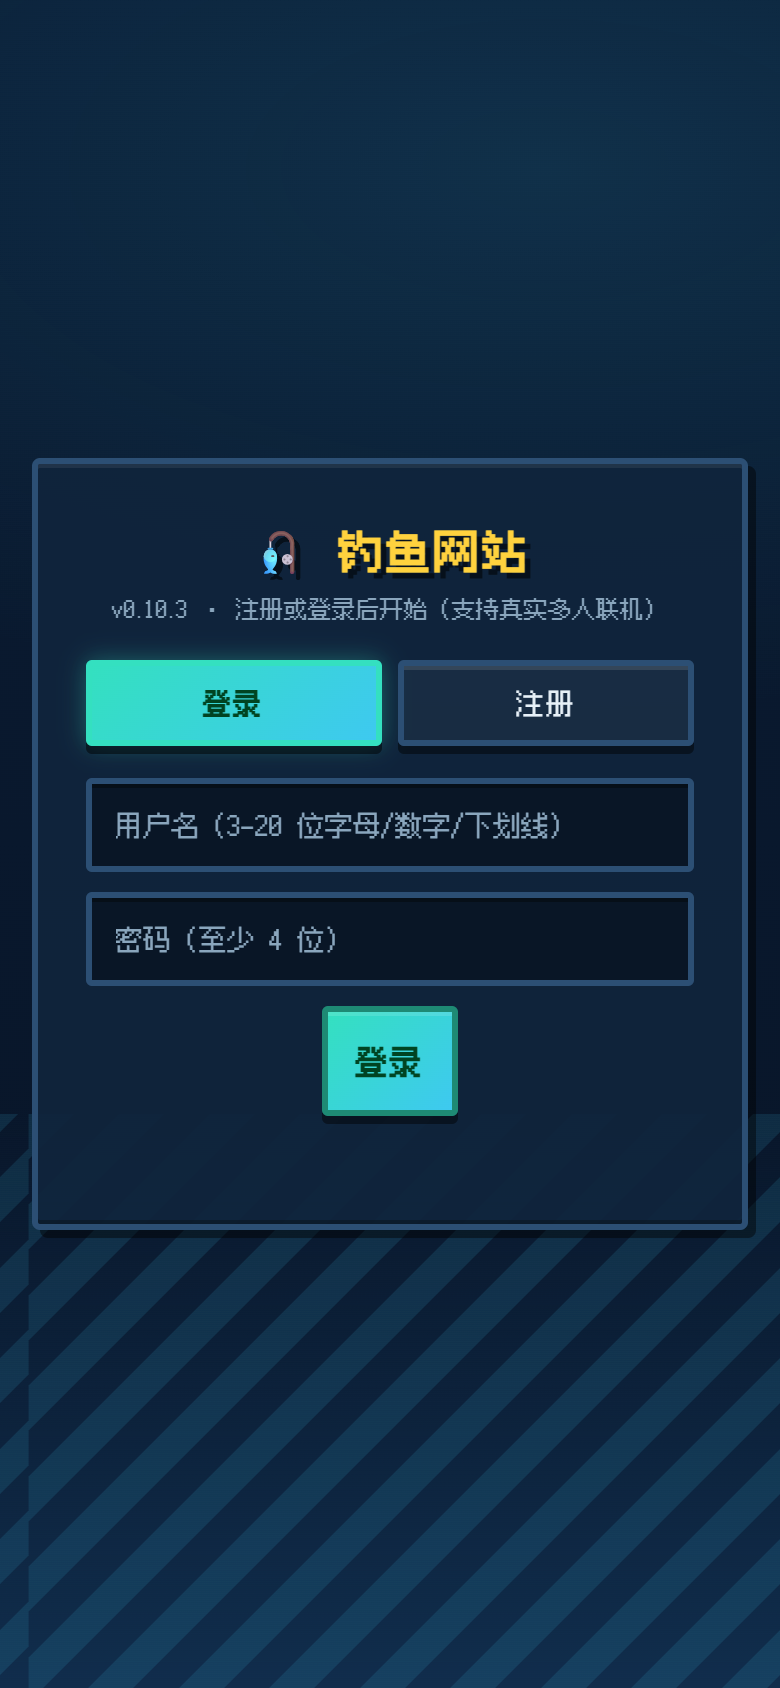 钓鱼网站
v0.10.3 · 注册或登录后开始（支持真实多人联机）
登录
注册
用户名（3-20 位字母/数字/下划线）
密码（至少 4 位）
登录